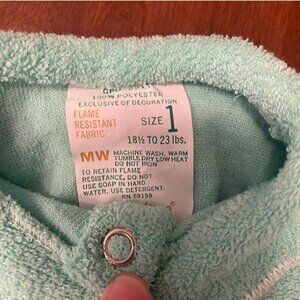 100% POLYESTER
EXCLUSIVE OF DECORATION
FLAME
RESISTANT
FABRIC
SIZE 1
18½ TO 23 lbs.
MW MACHINE WASH, WARM
TUMBLE DRY LOW HEAT
DO NOT IRON
TO RETAIN FLAME
RESISTANCE, DO NOT
USE SOAP IN HARD
WATER. USE DETERGENT.
RN 59159